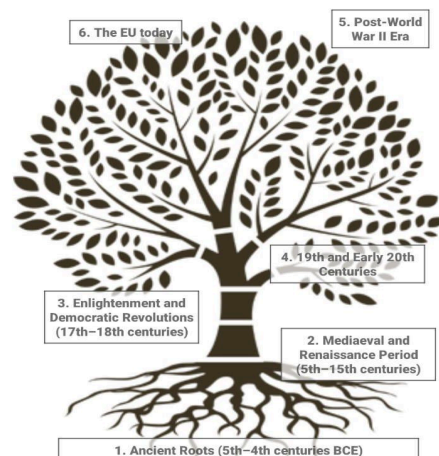 6. The EU today
5. Post-World
War II Era
4. 19th and Early 20th
Centuries
3. Enlightenment and
Democratic Revolutions
(17th–18th centuries)
2. Mediaeval and
Renaissance Period
(5th–15th centuries)
1. Ancient Roots (5th–4th centuries BCE)